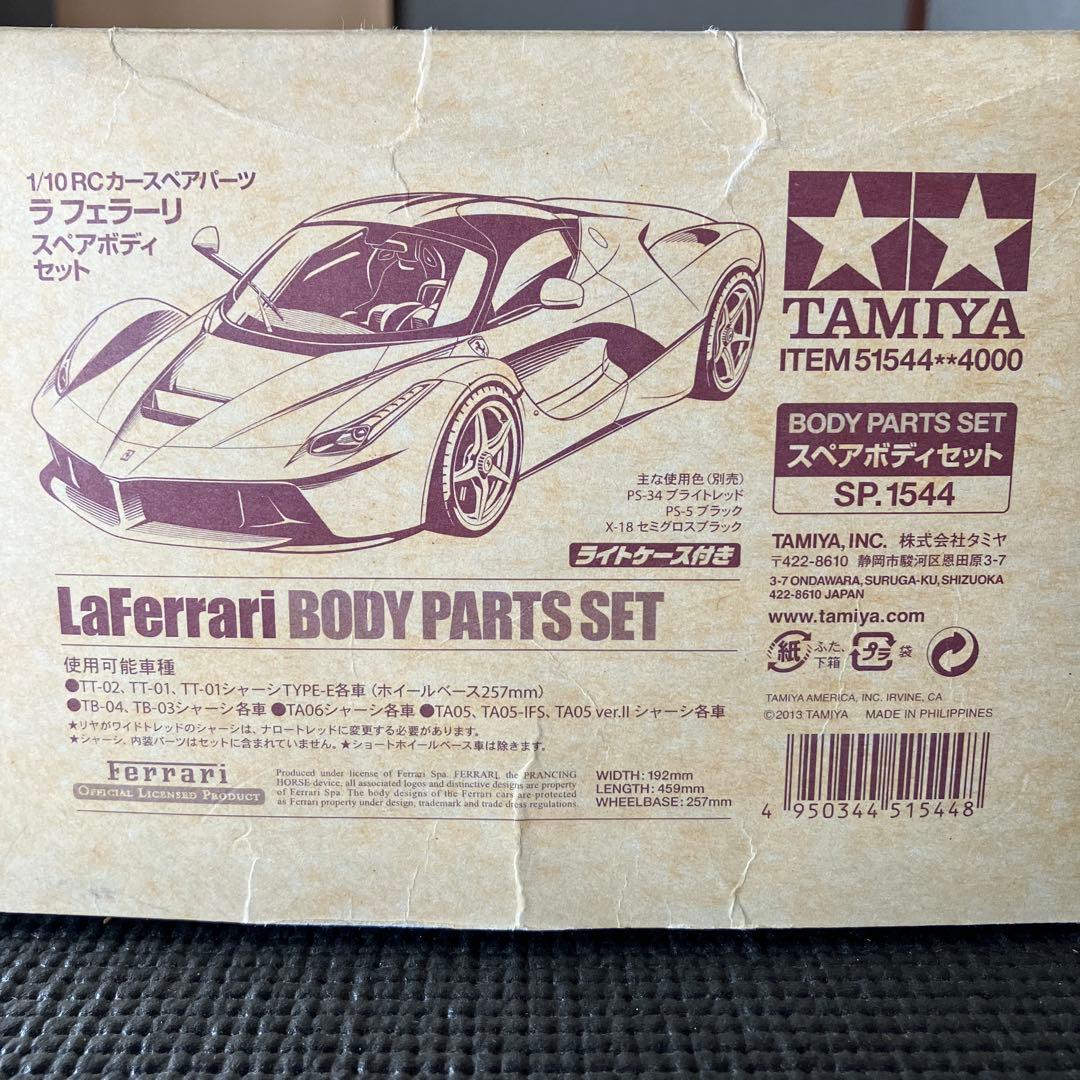 1/10 RCカースペアパーツ
ラ フェラーリ
スペアボディ
セット
TAMIYA
ITEM 51544**4000
BODY PARTS SET
スペアボディセット
SP.1544
主な使用色（別売）
PS-34 ブライトレッド
PS-5 ブラック
X-18 セミグロスブラック
ライトケース付き
TAMIYA, INC. 株式会社タミヤ
〒422-8610 静岡市駿河区恩田原3-7
3-7 ONDAWARA, SURUGA-KU, SHIZUOKA
422-8610 JAPAN
www.tamiya.com
紙 ふた、下箱 プラ 袋
TAMIYA AMERICA, INC. IRVINE, CA
©2013 TAMIYA MADE IN PHILIPPINES
4 950344 515448
LaFerrari BODY PARTS SET
使用可能車種
●TT-02、TT-01、TT-01シャーシTYPE-E各車（ホイールベース257mm）
●TB-04、TB-03シャーシ各車 ●TA06シャーシ各車 ●TA05、TA05-IFS、TA05 ver.II シャーシ各車
★リヤがワイドトレッドのシャーシは、ナロートレッドに変更する必要があります。
★シャーシ、内装パーツはセットに含まれていません。★ショートホイールベース車は除きます。
Ferrari
OFFICIAL LICENSED PRODUCT
Produced under license of Ferrari Spa. FERRARI, the PRANCING
HORSE device, all associated logos and distinctive designs are property
of Ferrari Spa. The body designs of the Ferrari cars are protected
as Ferrari property under design, trademark and trade dress regulations.
WIDTH: 192mm
LENGTH: 459mm
WHEELBASE: 257mm